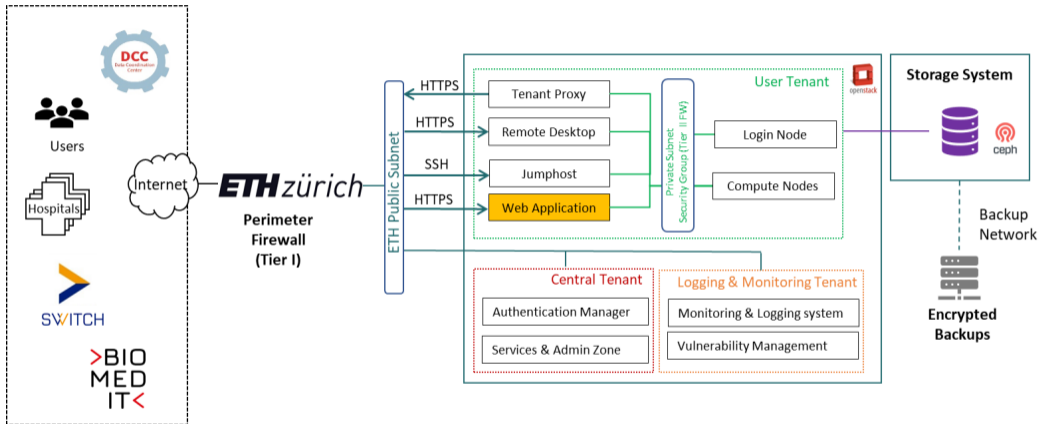 DCC
Data Coordination
Center
Users
Hospitals
SWITCH
>BIO
MED
IT<
Internet
ETH zürich
Perimeter
Firewall
(Tier I)
ETH Public Subnet
HTTPS
HTTPS
SSH
HTTPS
User Tenant
openstack
Tenant Proxy
Remote Desktop
Jumphost
Web Application
Private Subnet
Security Group (Tier II FW)
Login Node
Compute Nodes
Central Tenant
Authentication Manager
Services & Admin Zone
Logging & Monitoring Tenant
Monitoring & Logging system
Vulnerability Management
Storage System
ceph
Backup
Network
Encrypted
Backups